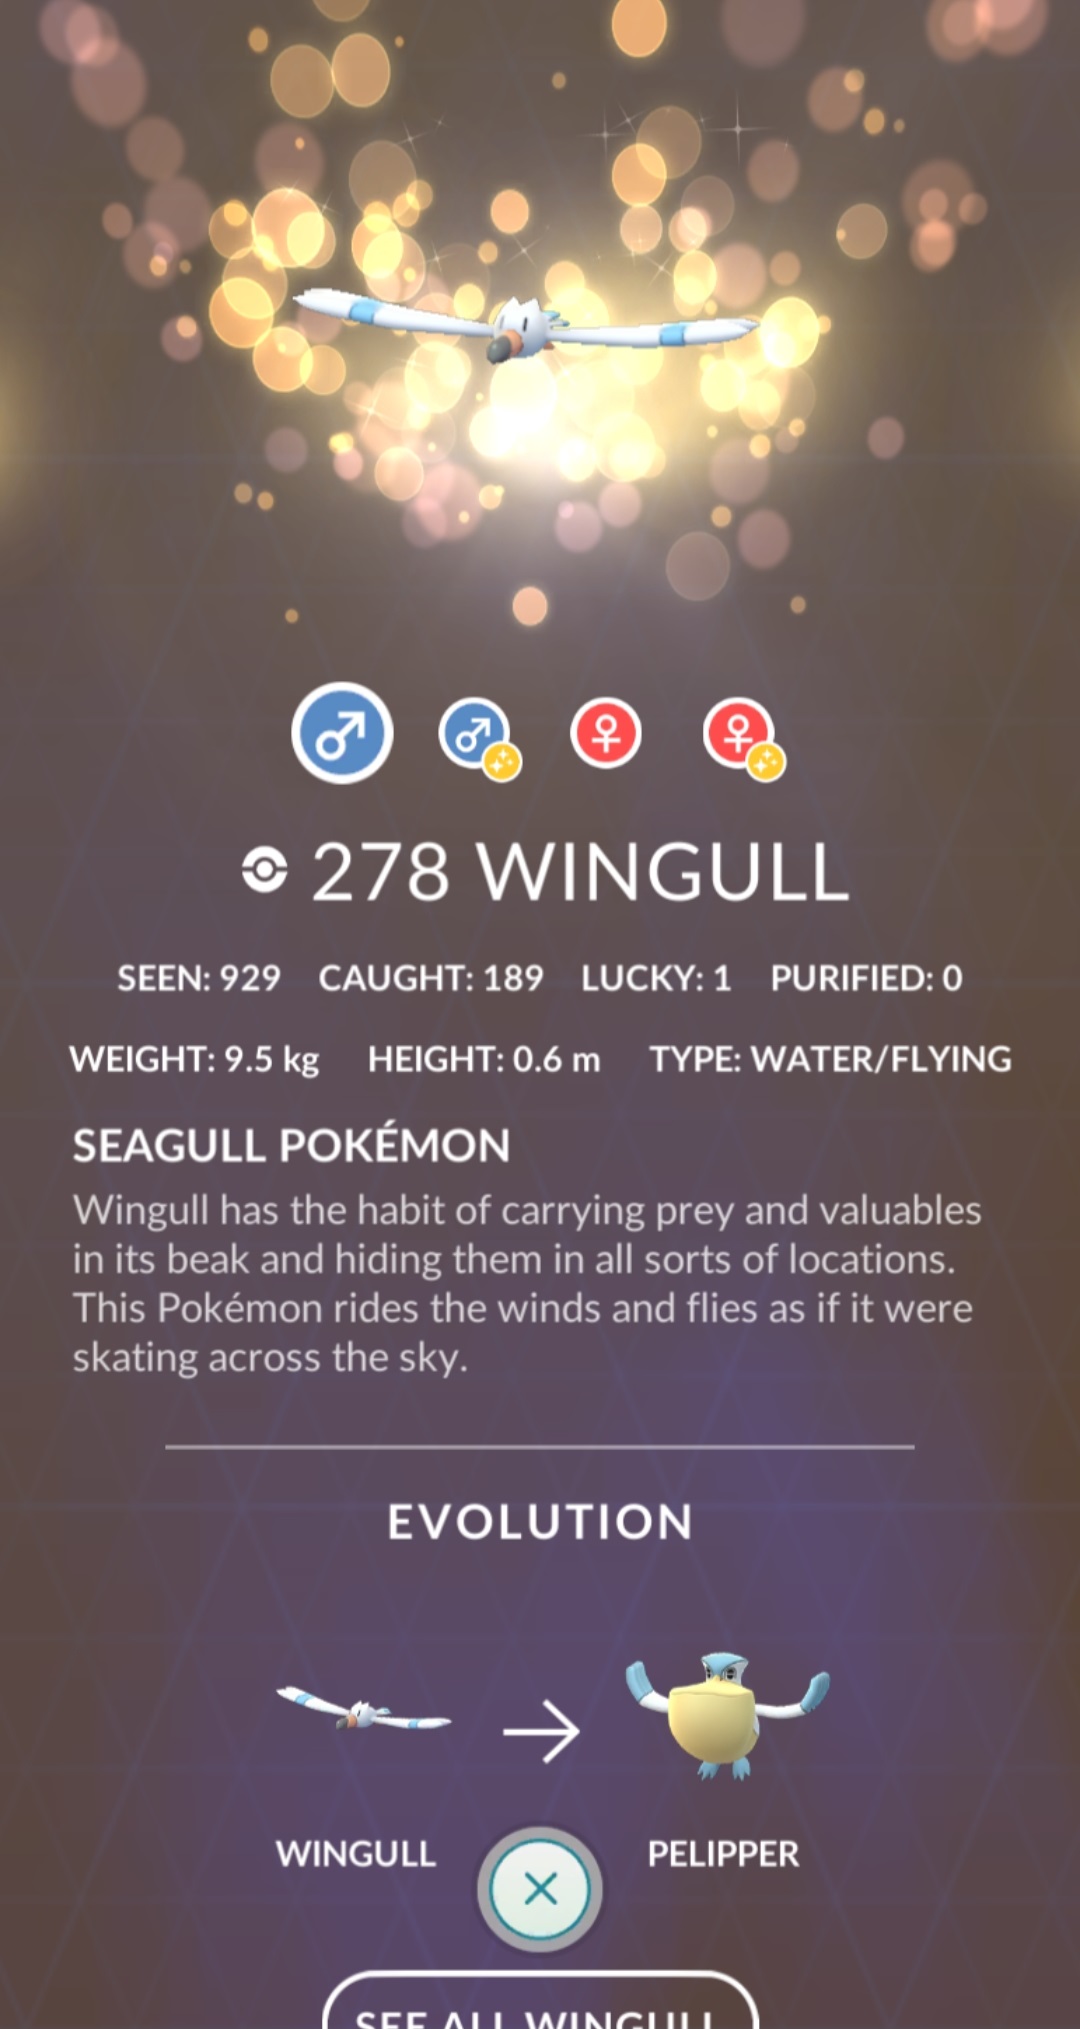 278 WINGULL
SEEN: 929 CAUGHT: 189 LUCKY: 1 PURIFIED: 0
WEIGHT: 9.5 kg HEIGHT: 0.6 m TYPE: WATER/FLYING
SEAGULL POKÉMON
Wingull has the habit of carrying prey and valuables
in its beak and hiding them in all sorts of locations.
This Pokémon rides the winds and flies as if it were
skating across the sky.
EVOLUTION
WINGULL PELIPPER
SEE ALL WINGULL